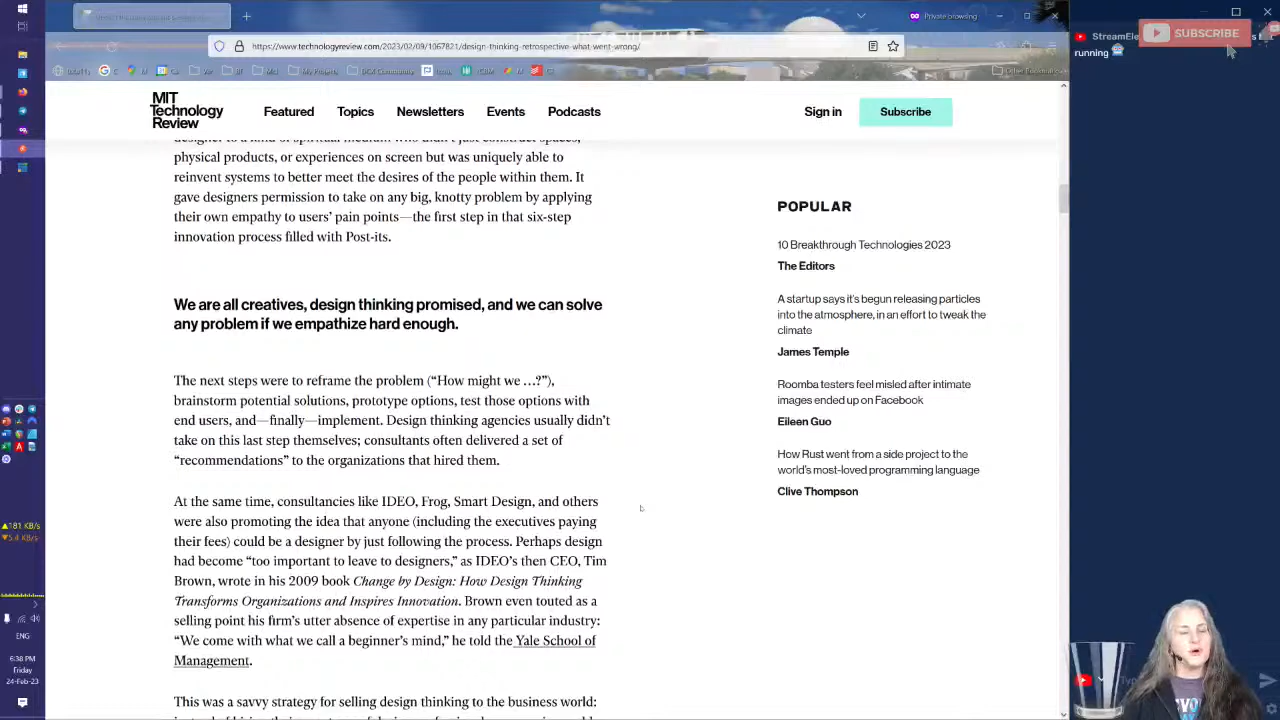 Private browsing
https://www.technologyreview.com/2023/02/09/1067821/design-thinking-retrospective-what-went-wrong/
My Projects
DCX Community
Other Bookmarks
StreamEle
running
SUBSCRIBE
MIT
Technology
Review
Featured
Topics
Newsletters
Events
Podcasts
Sign in
Subscribe
designer to a kind of spiritual medium who didn't just construct spaces,
physical products, or experiences on screen but was uniquely able to
reinvent systems to better meet the desires of the people within them. It
gave designers permission to take on any big, knotty problem by applying
their own empathy to users' pain points—the first step in that six-step
innovation process filled with Post-its.
We are all creatives, design thinking promised, and we can solve
any problem if we empathize hard enough.
The next steps were to reframe the problem (“How might we …?”),
brainstorm potential solutions, prototype options, test those options with
end users, and—finally—implement. Design thinking agencies usually didn’t
take on this last step themselves; consultants often delivered a set of
“recommendations” to the organizations that hired them.
At the same time, consultancies like IDEO, Frog, Smart Design, and others
were also promoting the idea that anyone (including the executives paying
their fees) could be a designer by just following the process. Perhaps design
had become “too important to leave to designers,” as IDEO’s then CEO, Tim
Brown, wrote in his 2009 book Change by Design: How Design Thinking
Transforms Organizations and Inspires Innovation. Brown even touted as a
selling point his firm’s utter absence of expertise in any particular industry:
“We come with what we call a beginner’s mind,” he told the Yale School of
Management.
This was a savvy strategy for selling design thinking to the business world:
POPULAR
10 Breakthrough Technologies 2023
The Editors
A startup says it’s begun releasing particles
into the atmosphere, in an effort to tweak the
climate
James Temple
Roomba testers feel misled after intimate
images ended up on Facebook
Eileen Guo
How Rust went from a side project to the
world’s most-loved programming language
Clive Thompson
181 KB/s
5.4 KB/s
ENG
6:38 PM
Friday
24-Feb-23